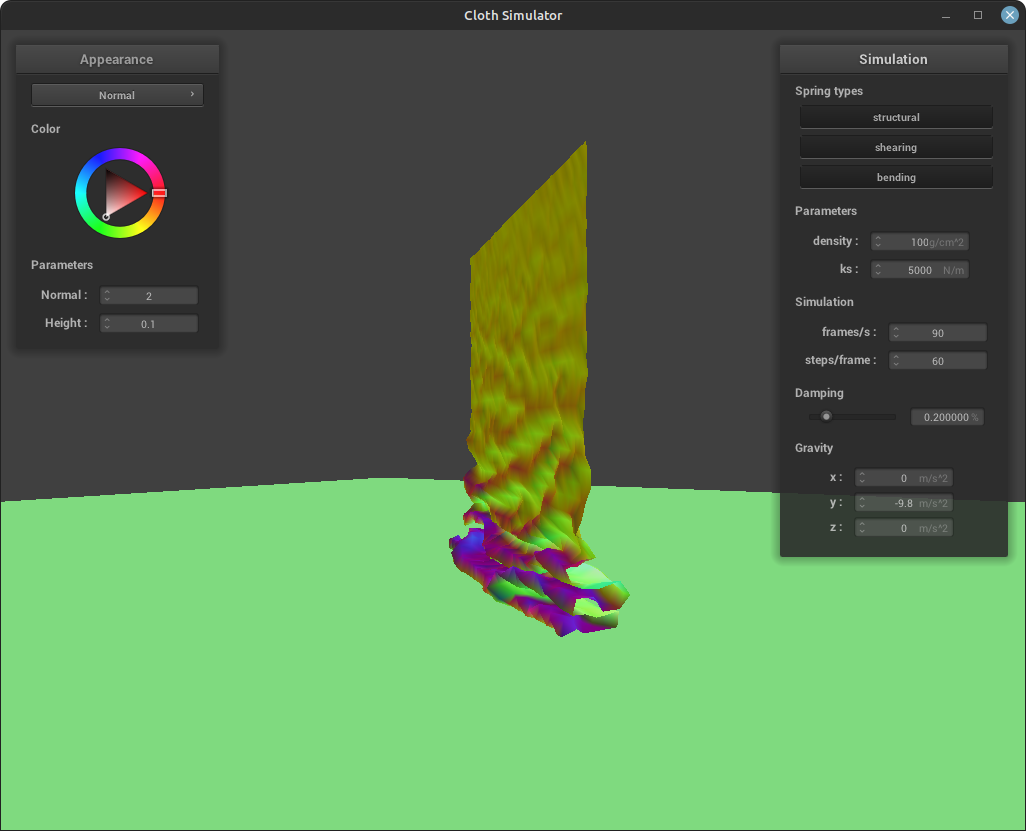 Cloth Simulator
Appearance
Normal
Color
Parameters
Normal : 2
Height : 0.1
Simulation
Spring types
structural
shearing
bending
Parameters
density : 100 g/cm^2
ks : 5000 N/m
Simulation
frames/s : 90
steps/frame : 60
Damping
0.200000 %
Gravity
x : 0 m/s^2
y : -9.8 m/s^2
z : 0 m/s^2